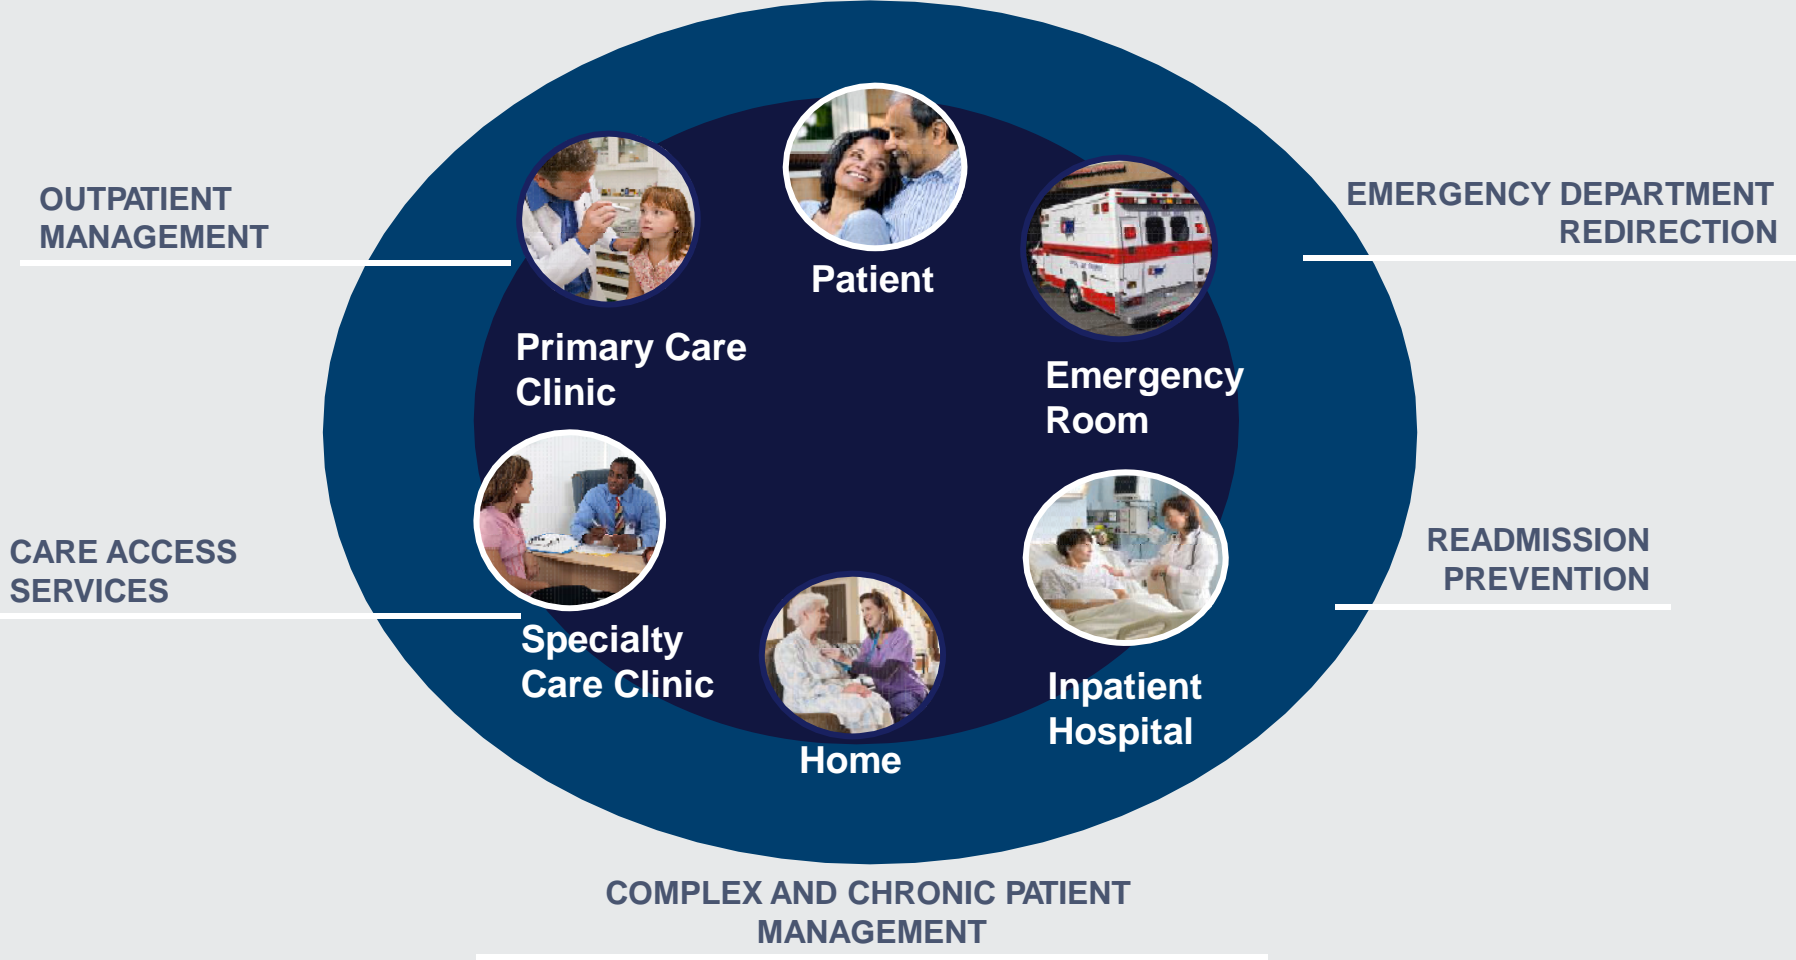 OUTPATIENT
MANAGEMENT
EMERGENCY DEPARTMENT
REDIRECTION
Patient
Primary Care
Clinic
Emergency
Room
CARE ACCESS
SERVICES
READMISSION
PREVENTION
Specialty
Care Clinic
Inpatient
Hospital
Home
COMPLEX AND CHRONIC PATIENT
MANAGEMENT